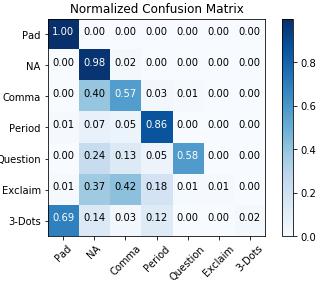 Normalized Confusion Matrix
Pad 1.00 0.00 0.00 0.00 0.00 0.00 0.00
NA 0.00 0.98 0.02 0.00 0.00 0.00 0.00
Comma 0.00 0.40 0.57 0.03 0.01 0.00 0.00
Period 0.01 0.07 0.05 0.86 0.00 0.00 0.00
Question 0.00 0.24 0.13 0.05 0.58 0.00 0.00
Exclaim 0.01 0.37 0.42 0.18 0.01 0.01 0.00
3-Dots 0.69 0.14 0.03 0.12 0.00 0.00 0.02
Pad NA Comma Period Question Exclaim 3-Dots
0.8
0.6
0.4
0.2
0.0